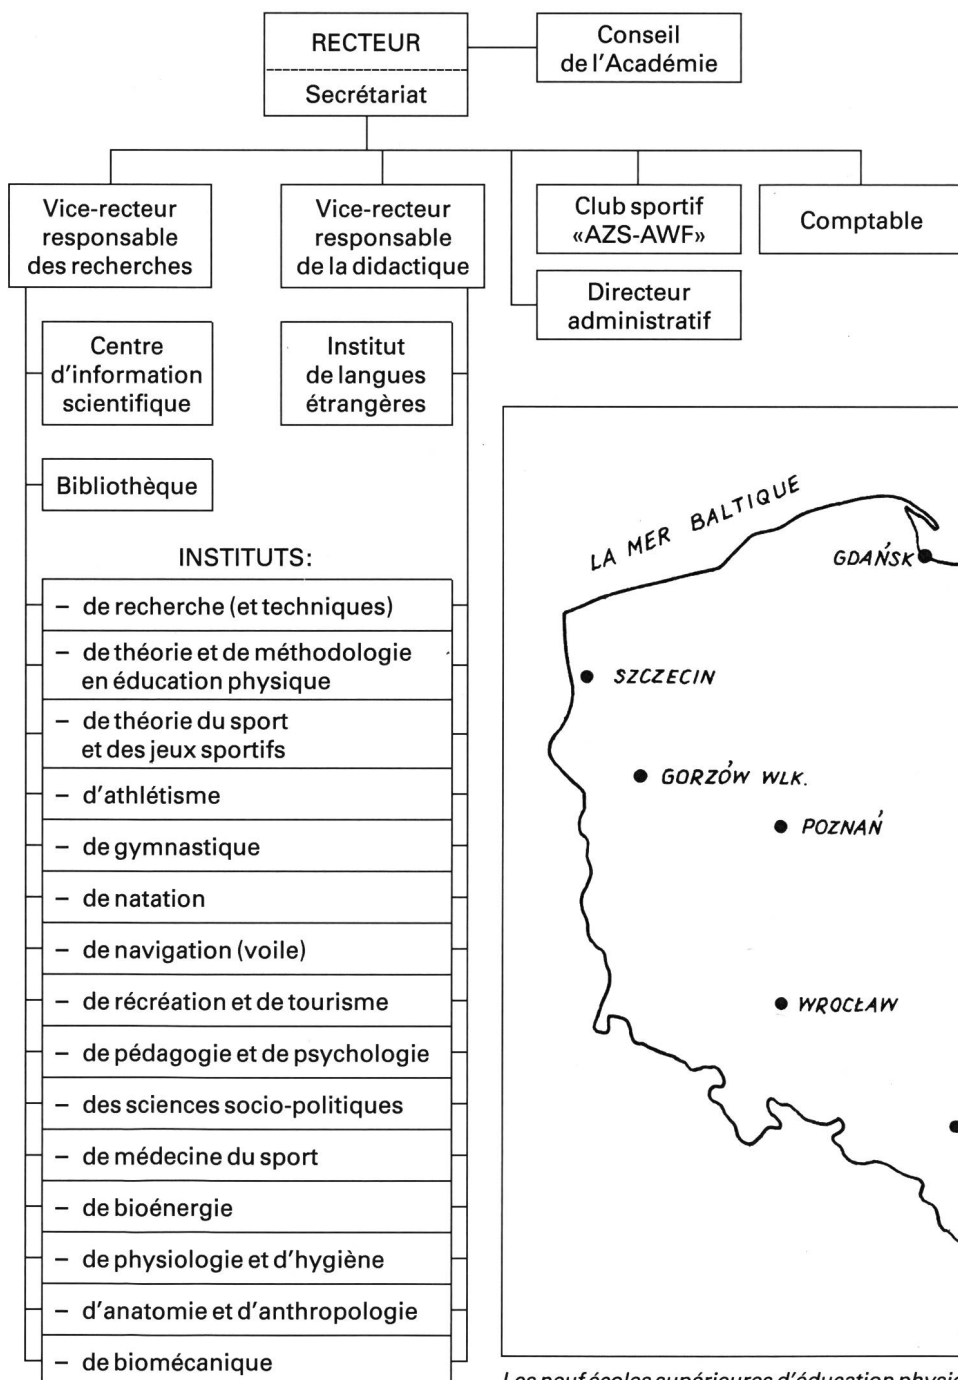 RECTEUR
Secrétariat
Conseil
de l'Académie
Vice-recteur
responsable
des recherches
Vice-recteur
responsable
de la didactique
Club sportif
«AZS-AWF»
Comptable
Directeur
administratif
Centre
d'information
scientifique
Institut
de langues
étrangères
Bibliothèque
INSTITUTS:
– de recherche (et techniques)
– de théorie et de méthodologie
en éducation physique
– de théorie du sport
et des jeux sportifs
– d'athlétisme
– de gymnastique
– de natation
– de navigation (voile)
– de récréation et de tourisme
– de pédagogie et de psychologie
– des sciences socio-politiques
– de médecine du sport
– de bioénergie
– de physiologie et d'hygiène
– d'anatomie et d'anthropologie
– de biomécanique
LA MER BALTIQUE
GDAŃSK
SZCZECIN
GORZÓW WLK.
POZNAŃ
WROCŁAW
Les neuf écoles supérieures d'éducation